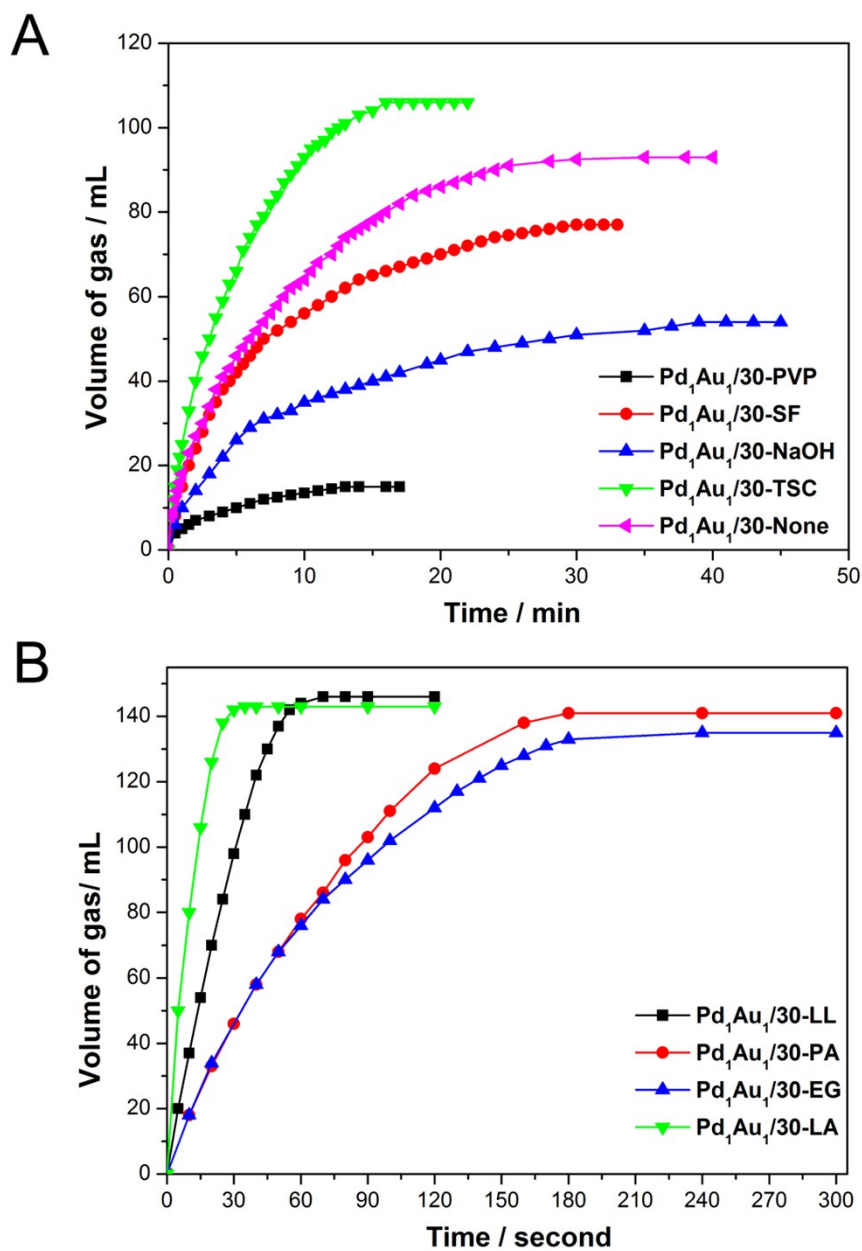 A
120
100
80
60
40
20
0
Volume of gas / mL
Pd₁Au₁/30-PVP
Pd₁Au₁/30-SF
Pd₁Au₁/30-NaOH
Pd₁Au₁/30-TSC
Pd₁Au₁/30-None
0 10 20 30 40 50
Time / min
B
140
120
100
80
60
40
20
0
Volume of gas/ mL
Pd₁Au₁/30-LL
Pd₁Au₁/30-PA
Pd₁Au₁/30-EG
Pd₁Au₁/30-LA
0 30 60 90 120 150 180 210 240 270 300
Time / second